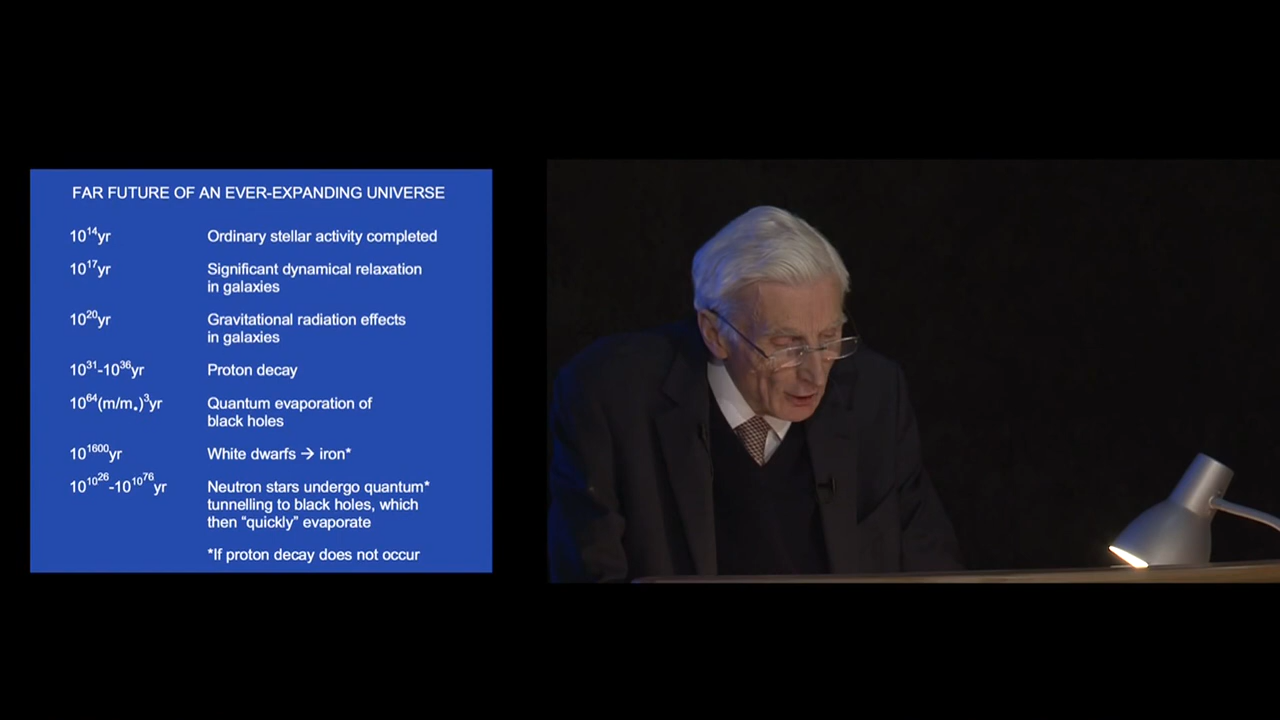 FAR FUTURE OF AN EVER-EXPANDING UNIVERSE
10¹⁴yr Ordinary stellar activity completed
10¹⁷yr Significant dynamical relaxation
in galaxies
10²⁰yr Gravitational radiation effects
in galaxies
10³¹-10³⁶yr Proton decay
10⁶⁴(m/m⁎)³yr Quantum evaporation of
black holes
10¹⁶⁰⁰yr White dwarfs → iron*
10^10^26-10^10^76yr Neutron stars undergo quantum*
tunnelling to black holes, which
then “quickly” evaporate
*If proton decay does not occur